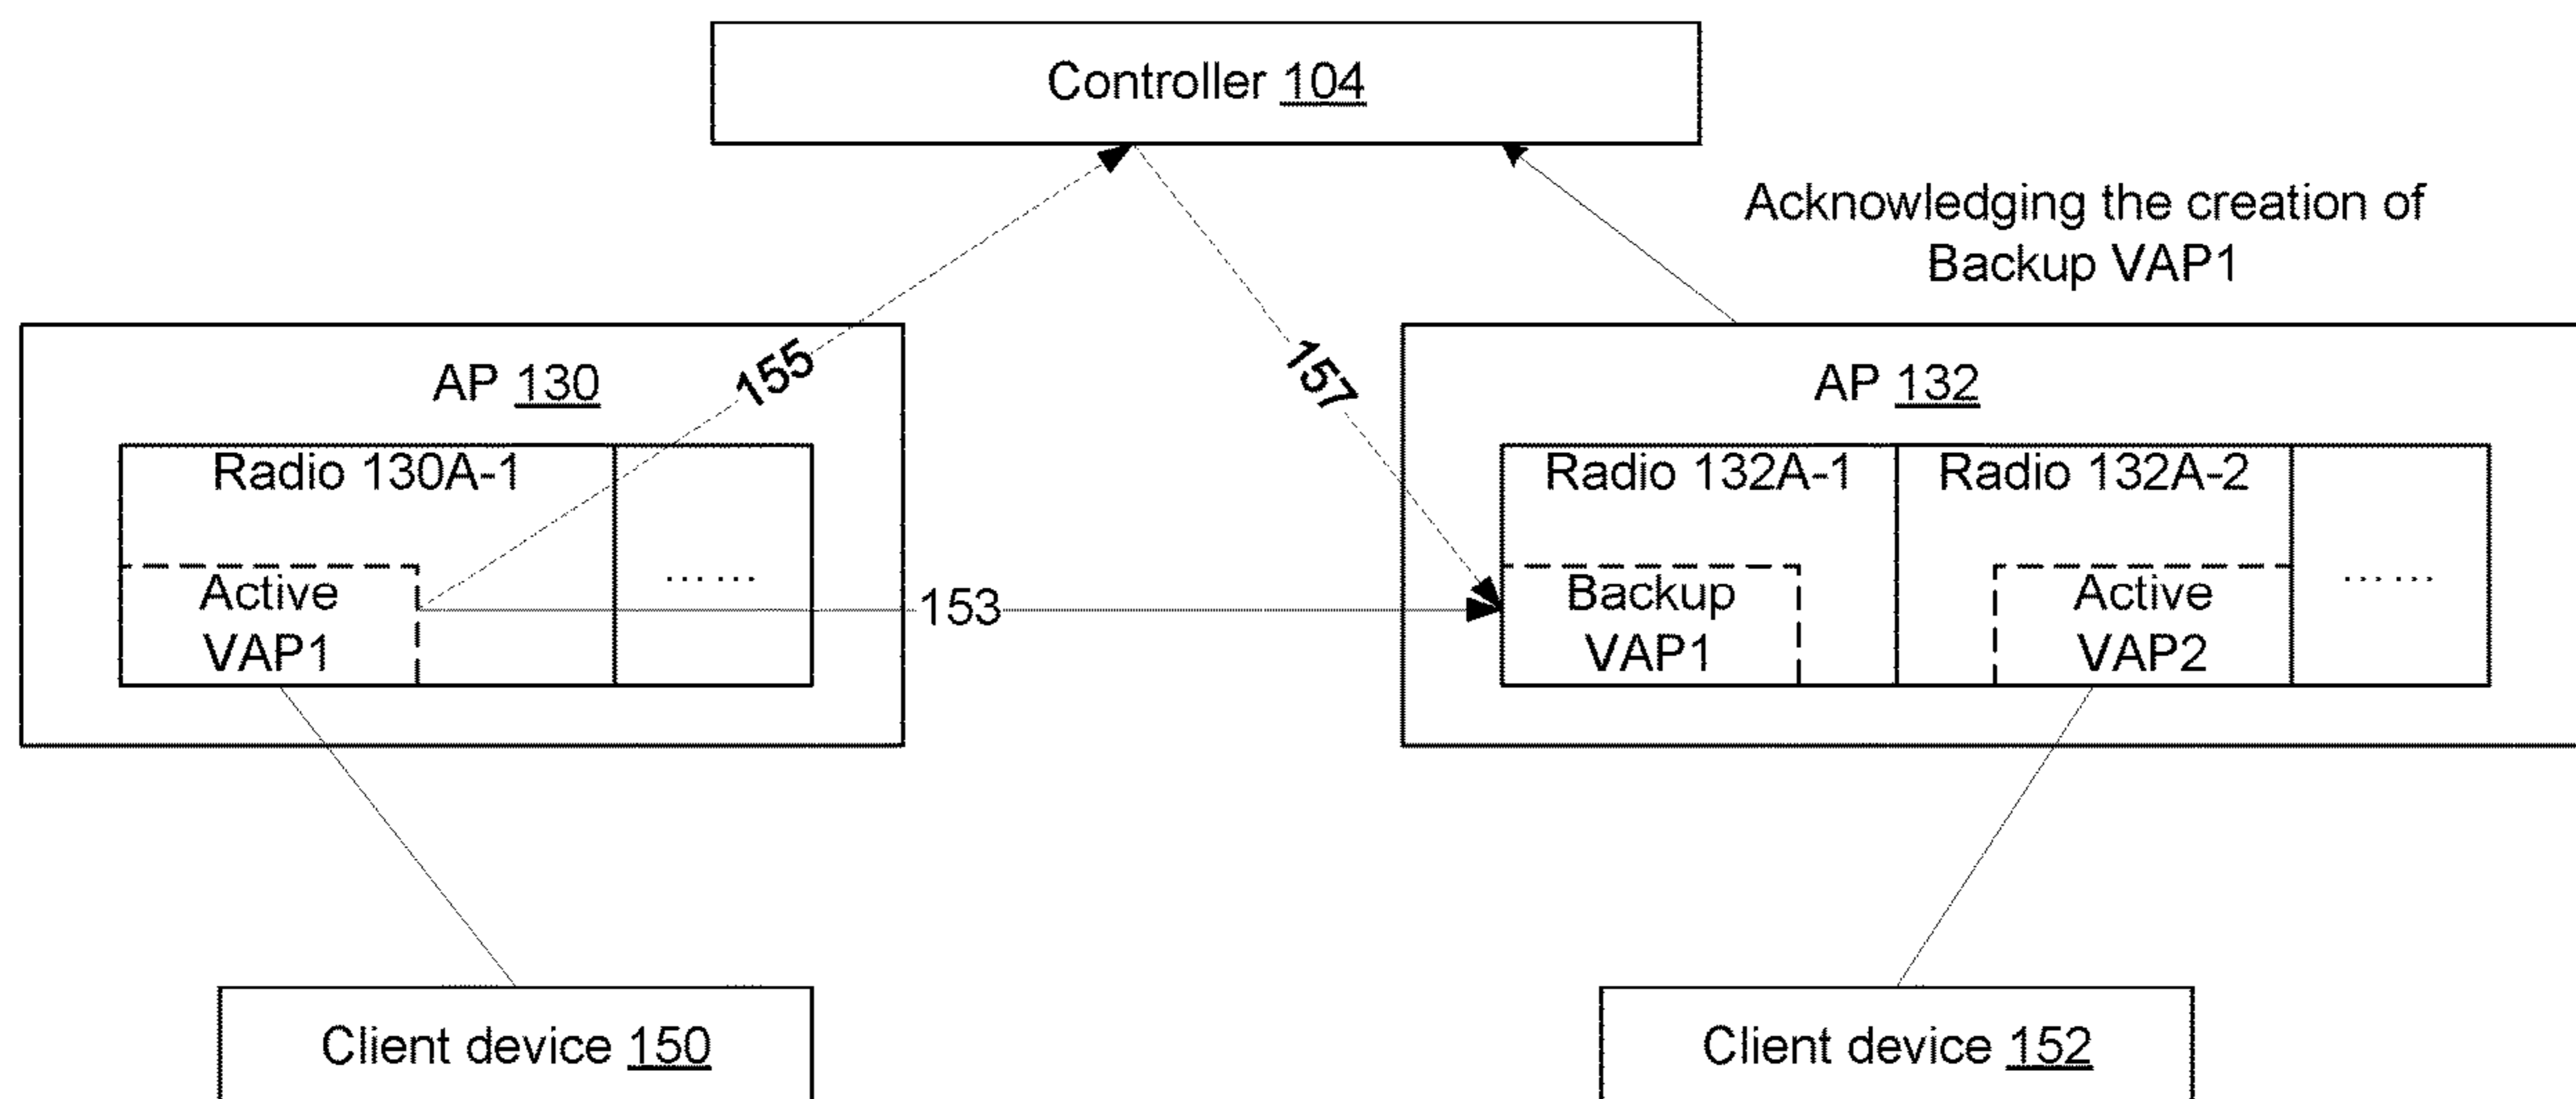 Controller 104
Acknowledging the creation of
Backup VAP1
AP 130
155
157
AP 132
Radio 130A-1
Radio 132A-1
Radio 132A-2
Active
VAP1
......
153
Backup
VAP1
Active
VAP2
......
Client device 150
Client device 152